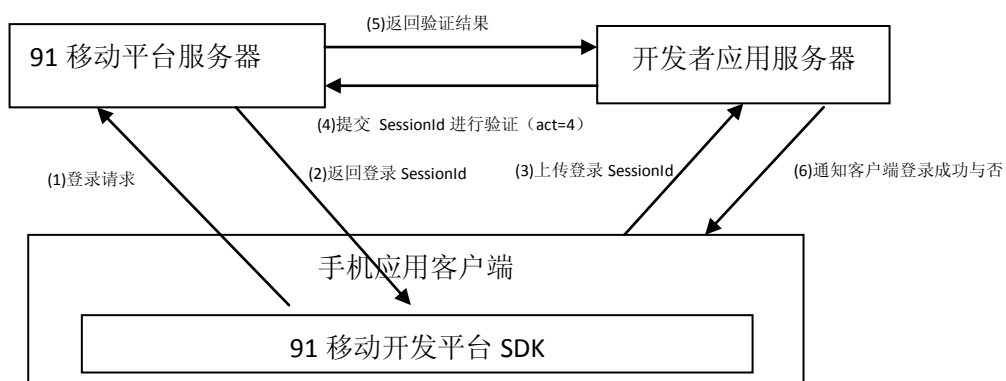 (5)返回验证结果
91 移动平台服务器
开发者应用服务器
(4)提交 SessionId 进行验证（act=4）
(1)登录请求
(2)返回登录 SessionId
(3)上传登录 SessionId
(6)通知客户端登录成功与否
手机应用客户端
91 移动开发平台 SDK